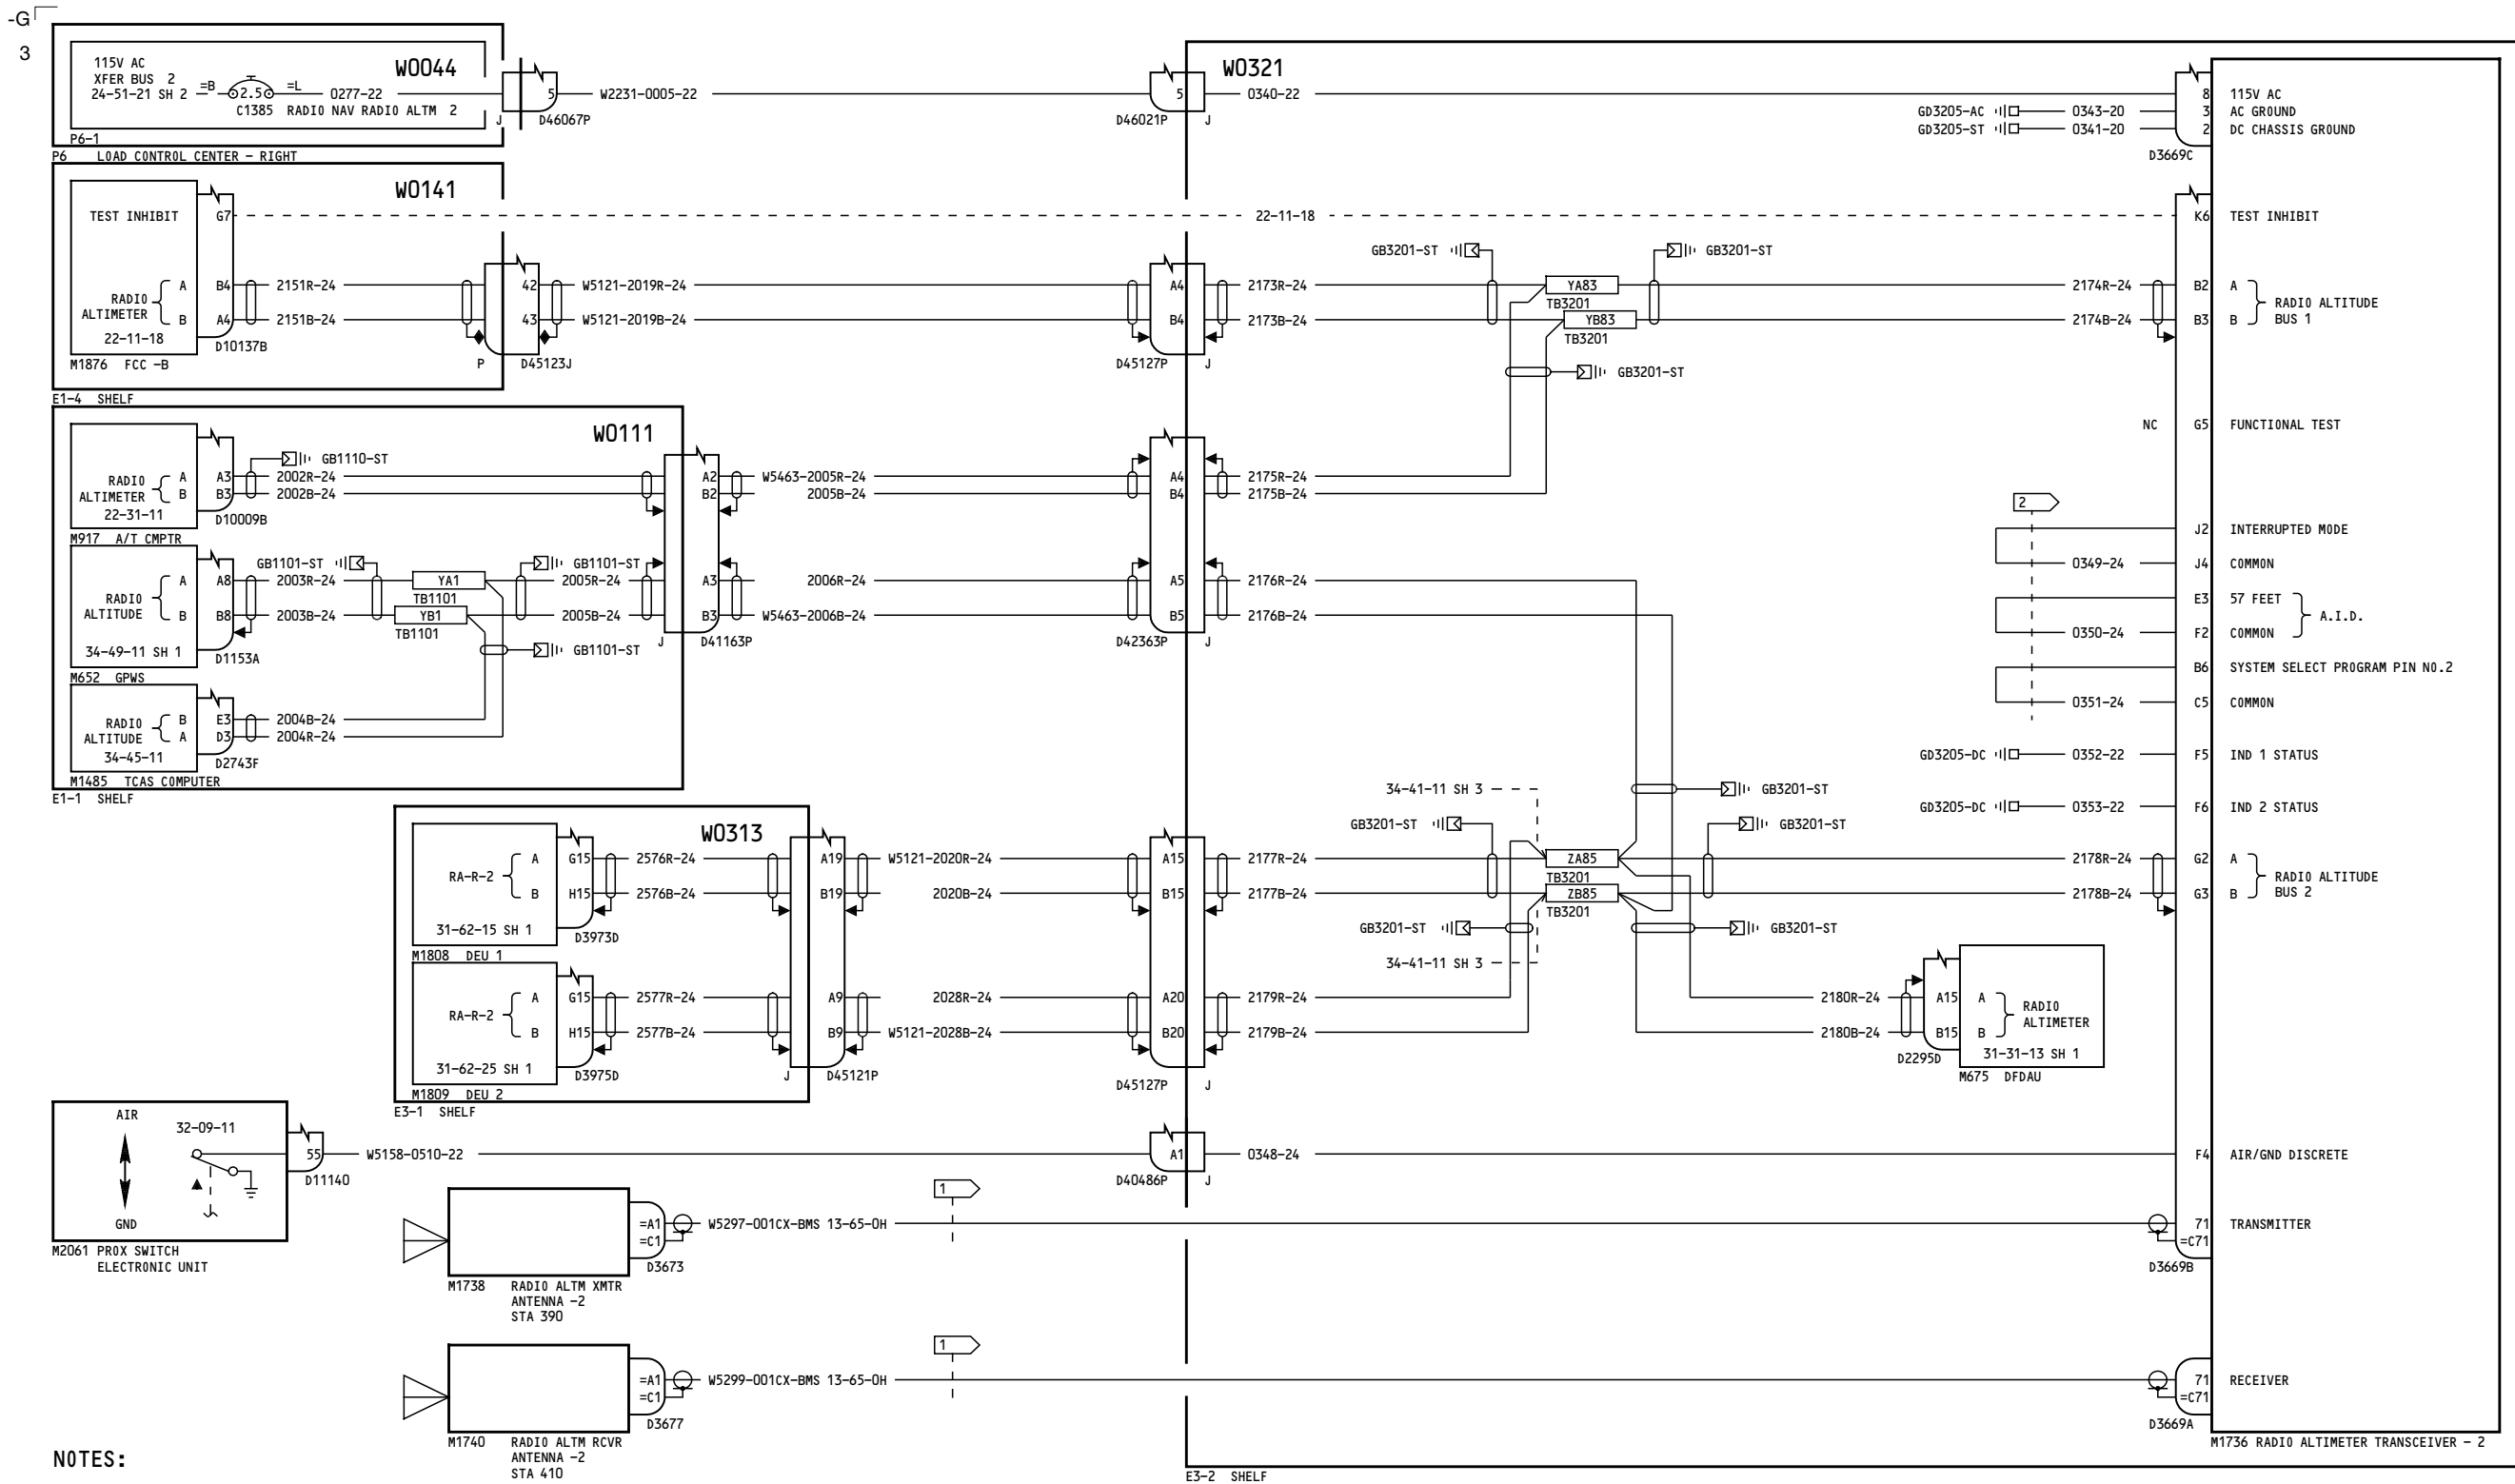 -G
3
115V AC
XFER BUS 2
24-51-21 SH 2
=B
2.5
=L
0277-22
C1385 RADIO NAV RADIO ALTM 2
W0044
J
5
D46067P
W2231-0005-22
P6-1
P6 LOAD CONTROL CENTER - RIGHT
5
D46021P
J
W0321
0340-22
GD3205-AC
0343-20
GD3205-ST
0341-20
8 115V AC
3 AC GROUND
2 DC CHASSIS GROUND
D3669C
W0141
TEST INHIBIT
G7
22-11-18
K6 TEST INHIBIT
RADIO
ALTIMETER
A
B
22-11-18
B4
A4
D10137B
2151R-24
2151B-24
M1876 FCC -B
E1-4 SHELF
42
43
P
D45123J
W5121-2019R-24
W5121-2019B-24
A4
B4
D45127P
J
2173R-24
2173B-24
GB3201-ST
GB3201-ST
YA83
TB3201
YB83
TB3201
GB3201-ST
2174R-24
2174B-24
B2 A
B3 B
RADIO ALTITUDE
BUS 1
W0111
RADIO
ALTIMETER
A
B
22-31-11
A3
B3
D10009B
GB1110-ST
2002R-24
2002B-24
M917 A/T CMPTR
A2
B2
W5463-2005R-24
2005B-24
A4
B4
2175R-24
2175B-24
NC
G5 FUNCTIONAL TEST
2
J2 INTERRUPTED MODE
0349-24
J4 COMMON
E3 57 FEET
0350-24
F2 COMMON
A.I.D.
B6 SYSTEM SELECT PROGRAM PIN NO.2
0351-24
C5 COMMON
RADIO
ALTITUDE
A
B
34-49-11 SH 1
A8
B8
D1153A
M652 GPWS
GB1101-ST
2003R-24
2003B-24
YA1
TB1101
YB1
TB1101
GB1101-ST
2005R-24
2005B-24
GB1101-ST
A3
B3
J
D41163P
2006R-24
W5463-2006B-24
A5
B5
D42363P
J
2176R-24
2176B-24
RADIO
ALTITUDE
B
A
34-45-11
E3
D3
D2743F
2004B-24
2004R-24
M1485 TCAS COMPUTER
E1-1 SHELF
GD3205-DC
0352-22
F5 IND 1 STATUS
GD3205-DC
0353-22
F6 IND 2 STATUS
W0313
RA-R-2
A
B
31-62-15 SH 1
G15
H15
D3973D
2576R-24
2576B-24
M1808 DEU 1
A19
B19
W5121-2020R-24
2020B-24
A15
B15
2177R-24
2177B-24
34-41-11 SH 3
GB3201-ST
GB3201-ST
GB3201-ST
ZA85
TB3201
ZB85
TB3201
GB3201-ST
GB3201-ST
34-41-11 SH 3
2178R-24
2178B-24
G2 A
G3 B
RADIO ALTITUDE
BUS 2
RA-R-2
A
B
31-62-25 SH 1
G15
H15
D3975D
2577R-24
2577B-24
M1809 DEU 2
E3-1 SHELF
A9
B9
J
D45121P
2028R-24
W5121-2028B-24
A20
B20
D45127P
J
2179R-24
2179B-24
2180R-24
2180B-24
A15
B15
D2295D
A
B
RADIO
ALTIMETER
31-31-13 SH 1
M675 DFDAU
AIR
GND
32-09-11
55
D11140
M2061 PROX SWITCH
ELECTRONIC UNIT
W5158-0510-22
A1
D40486P
J
0348-24
F4 AIR/GND DISCRETE
=A1
=C1
D3673
M1738 RADIO ALTM XMTR
ANTENNA -2
STA 390
W5297-001CX-BMS 13-65-OH
1
71 TRANSMITTER
=C71
D3669B
=A1
=C1
D3677
M1740 RADIO ALTM RCVR
ANTENNA -2
STA 410
W5299-001CX-BMS 13-65-OH
1
71 RECEIVER
=C71
D3669A
M1736 RADIO ALTIMETER TRANSCEIVER - 2
E3-2 SHELF
NOTES: